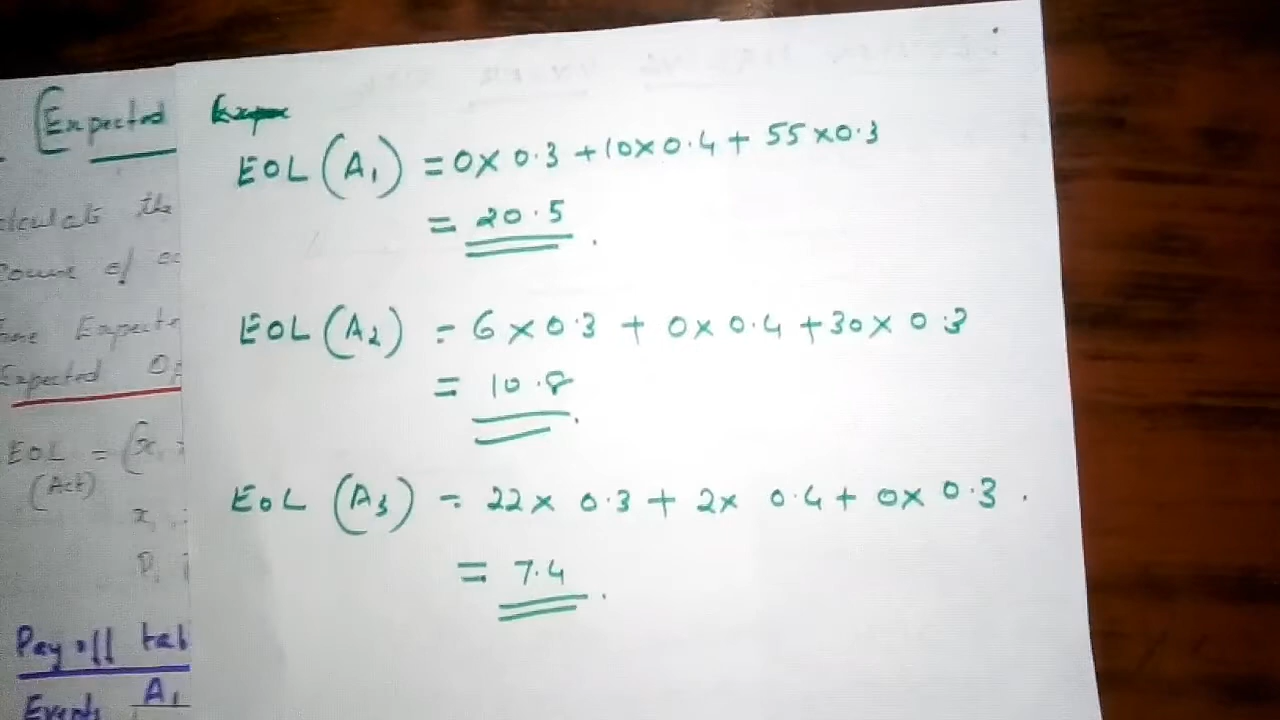 Expected
EOL (A1) = 0 × 0.3 + 10 × 0.4 + 55 × 0.3
= 20.5
EOL (A2) = 6 × 0.3 + 0 × 0.4 + 30 × 0.3
= 10.8
EOL (A3) = 22 × 0.3 + 2 × 0.4 + 0 × 0.3 .
= 7.4
the
of
Expected
EOL =
(Act)
Pay off
Events A1